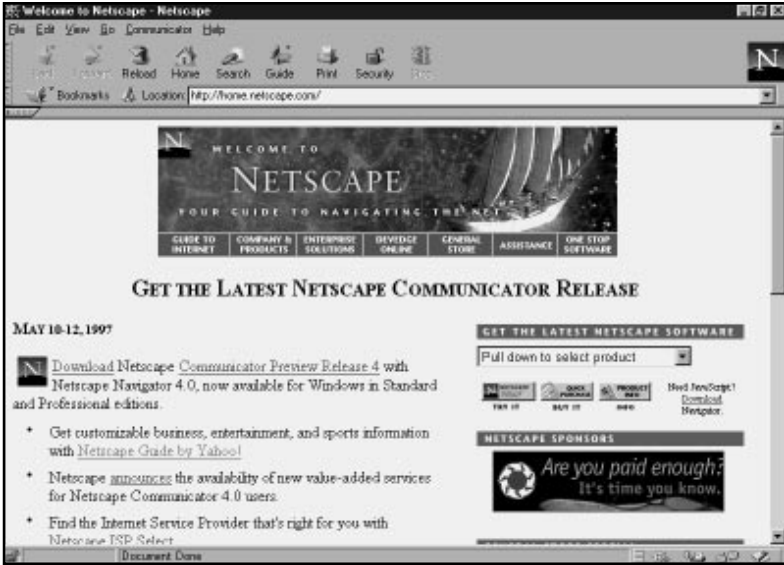 Welcome to Netscape - Netscape
File Edit View Go Communicator Help
Reload Home Search Guide Print Security
Bookmarks Location: http://home.netscape.com/
N
N
WELCOME TO
NETSCAPE
YOUR GUIDE TO NAVIGATING THE NET
GUIDE TO INTERNET
COMPANY & PRODUCTS
ENTERPRISE SOLUTIONS
DEVEDGE ONLINE
GENERAL STORE
ASSISTANCE
ONE STOP SOFTWARE
GET THE LATEST NETSCAPE COMMUNICATOR RELEASE
MAY 10-12, 1997
N Download Netscape Communicator Preview Release 4 with
Netscape Navigator 4.0, now available for Windows in Standard
and Professional editions.
Get customizable business, entertainment, and sports information
with Netscape Guide by Yahoo!
Netscape announces the availability of new value-added services
for Netscape Communicator 4.0 users.
Find the Internet Service Provider that's right for you with
Netscape ISP Select
GET THE LATEST NETSCAPE SOFTWARE
Pull down to select product
QUICK PURCHASE
PRODUCT INFO
TRY IT BUY IT INFO
Need JavaScript?
Download
Navigator.
NETSCAPE SPONSORS
Are you paid enough?
It's time you know.
Document Done